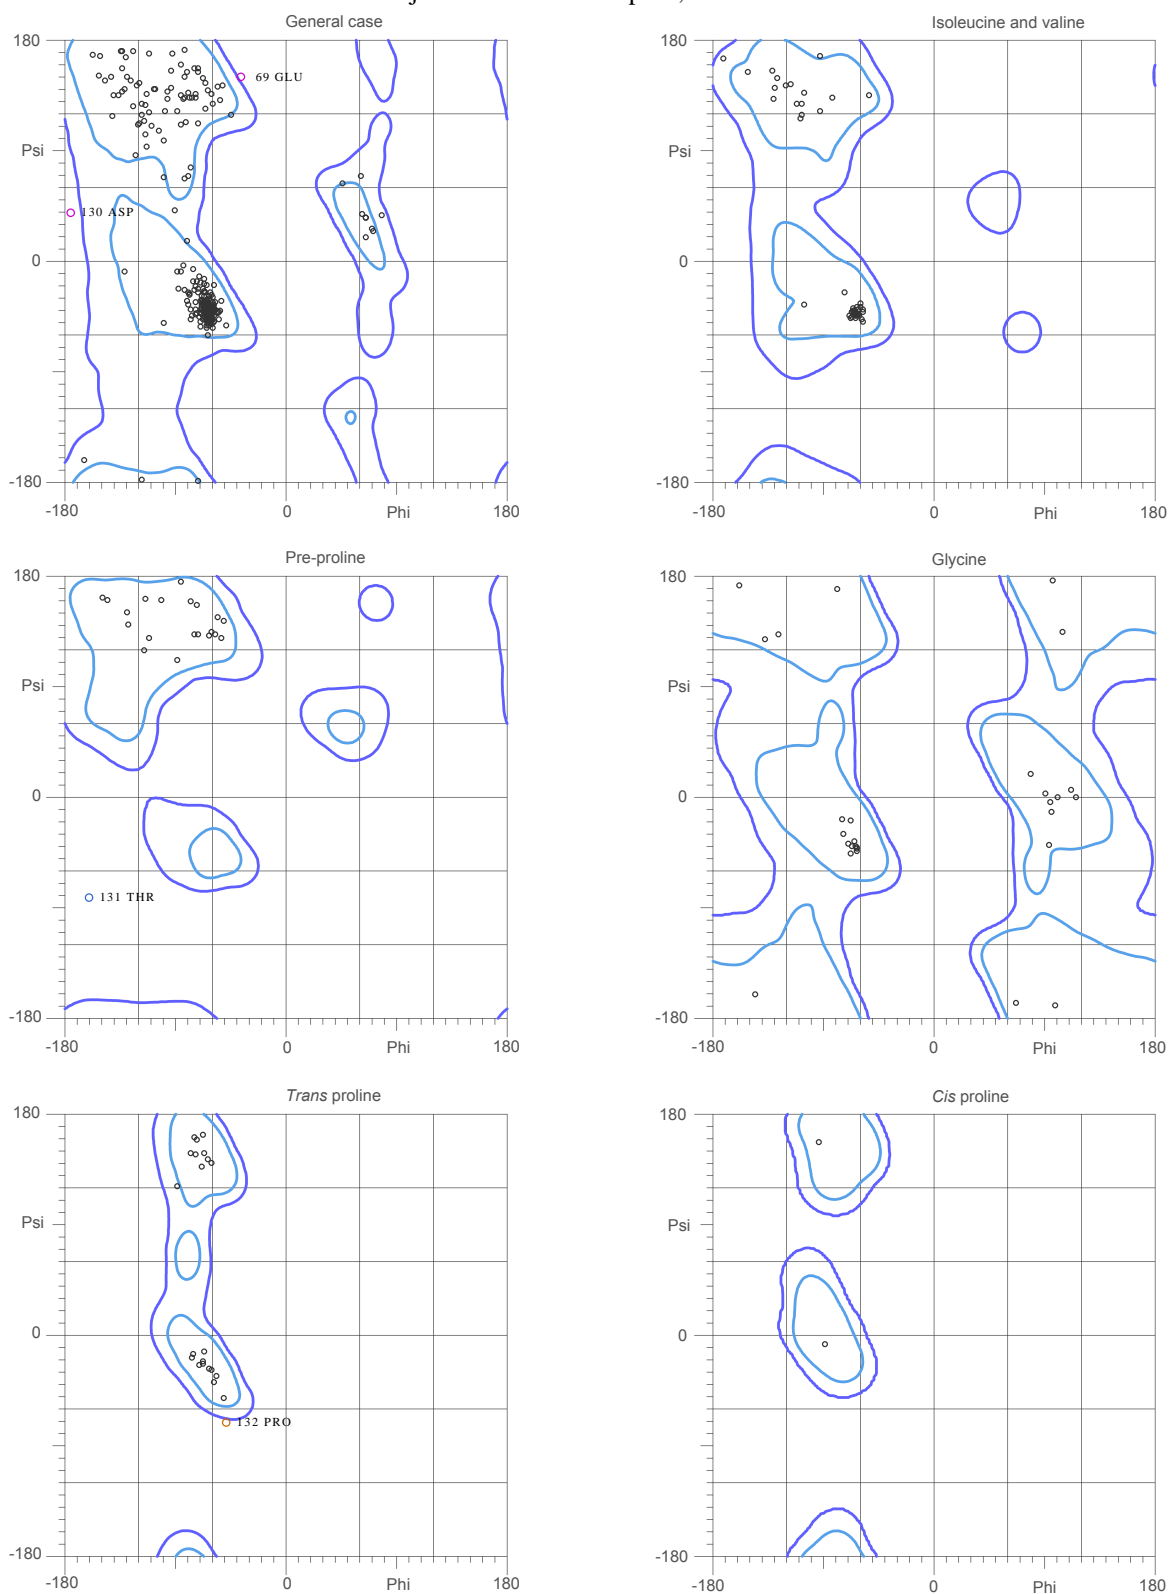 General case
Isoleucine and valine
180
69 GLU
Psi
130 ASP
0
-180
-180
0
Phi
180
180
Psi
0
-180
-180
0
Phi
180
Pre-proline
Glycine
180
Psi
0
131 THR
-180
-180
0
Phi
180
180
Psi
0
-180
-180
0
Phi
180
Trans proline
Cis proline
180
Psi
0
132 PRO
-180
-180
0
Phi
180
180
Psi
0
-180
-180
0
Phi
180